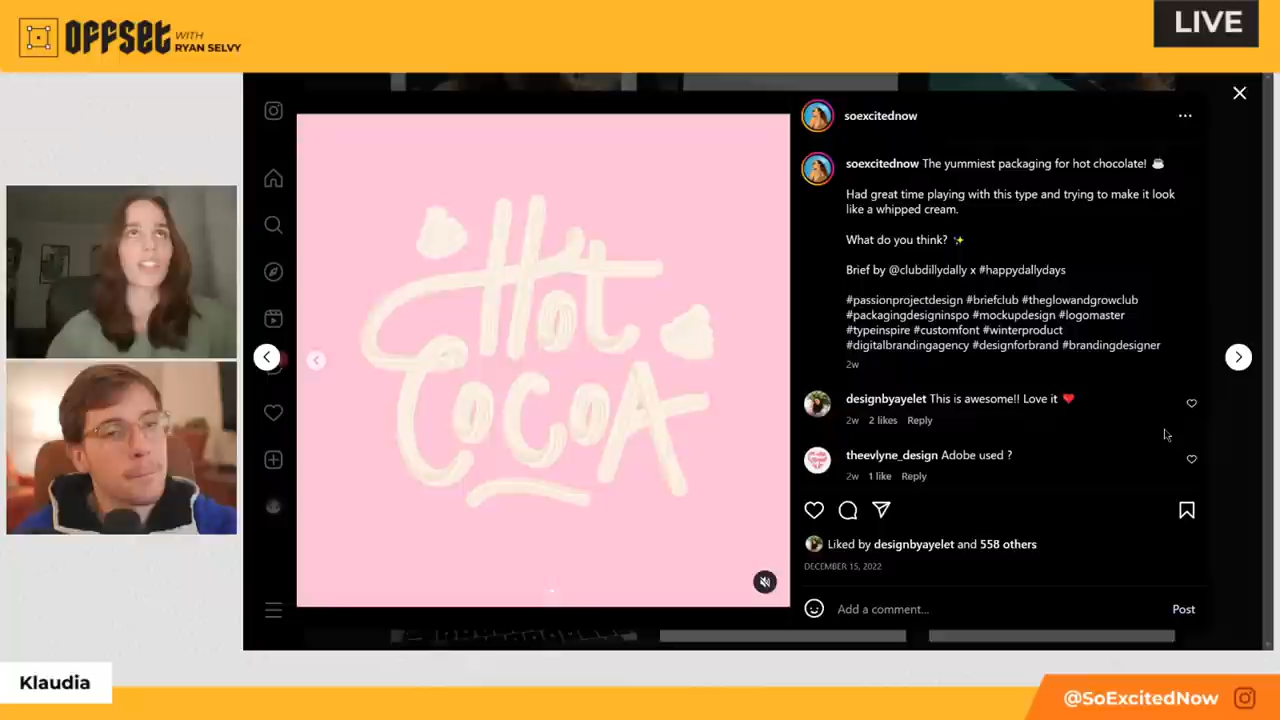 OFFSET WITH
RYAN SELVY
LIVE
soexcitednow
soexcitednow The yummiest packaging for hot chocolate! ☕
Had great time playing with this type and trying to make it look
like a whipped cream.
What do you think? ✨
Brief by @clubdillydally x #happydallydays
#passionprojectdesign #briefclub #theglowandgrowclub
#packagingdesigninspo #mockupdesign #logomaster
#typeinspire #customfont #winterproduct
#digitalbrandingagency #designforbrand #brandingdesigner
2w
HOT
COCOA
designbyayelet This is awesome!! Love it ❤️
2w 2 likes Reply
theevlyne_design Adobe used ?
2w 1 like Reply
Liked by designbyayelet and 558 others
DECEMBER 15, 2022
Add a comment... Post
Klaudia
@SoExcitedNow